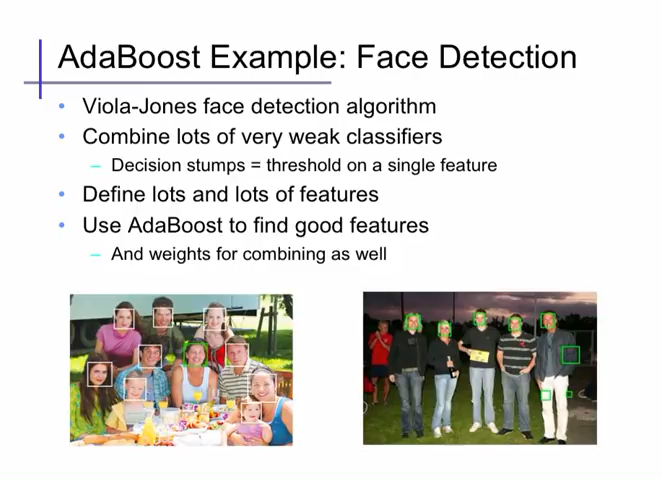 AdaBoost Example: Face Detection
• Viola-Jones face detection algorithm
• Combine lots of very weak classifiers
– Decision stumps = threshold on a single feature
• Define lots and lots of features
• Use AdaBoost to find good features
– And weights for combining as well